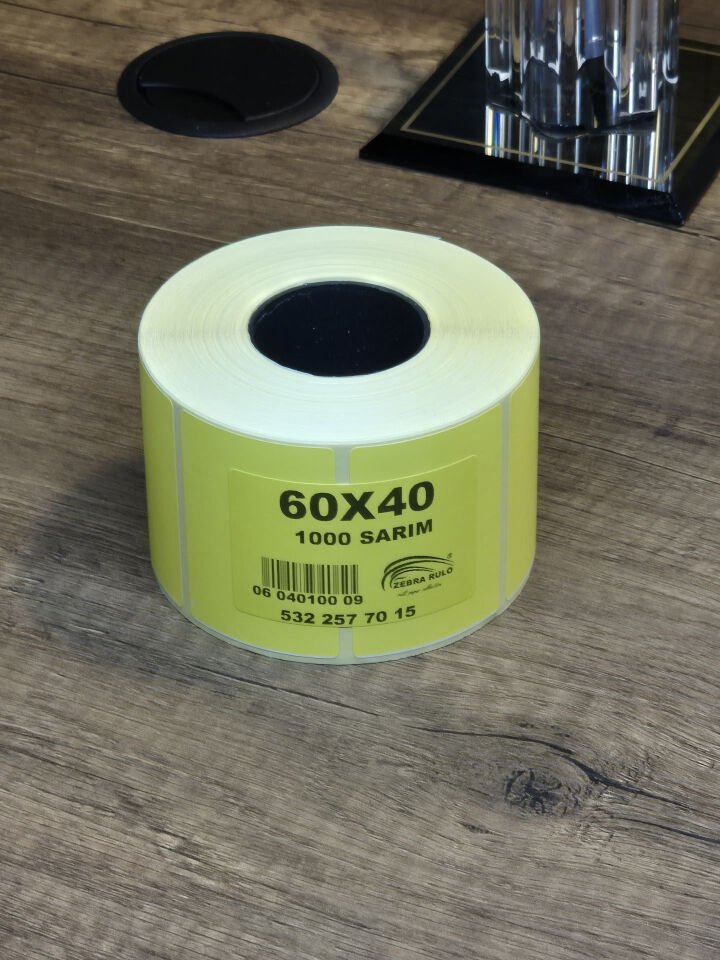 60X40
1000 SARIM
06 040100 09
ZEBRA RULO
®
532 257 70 15